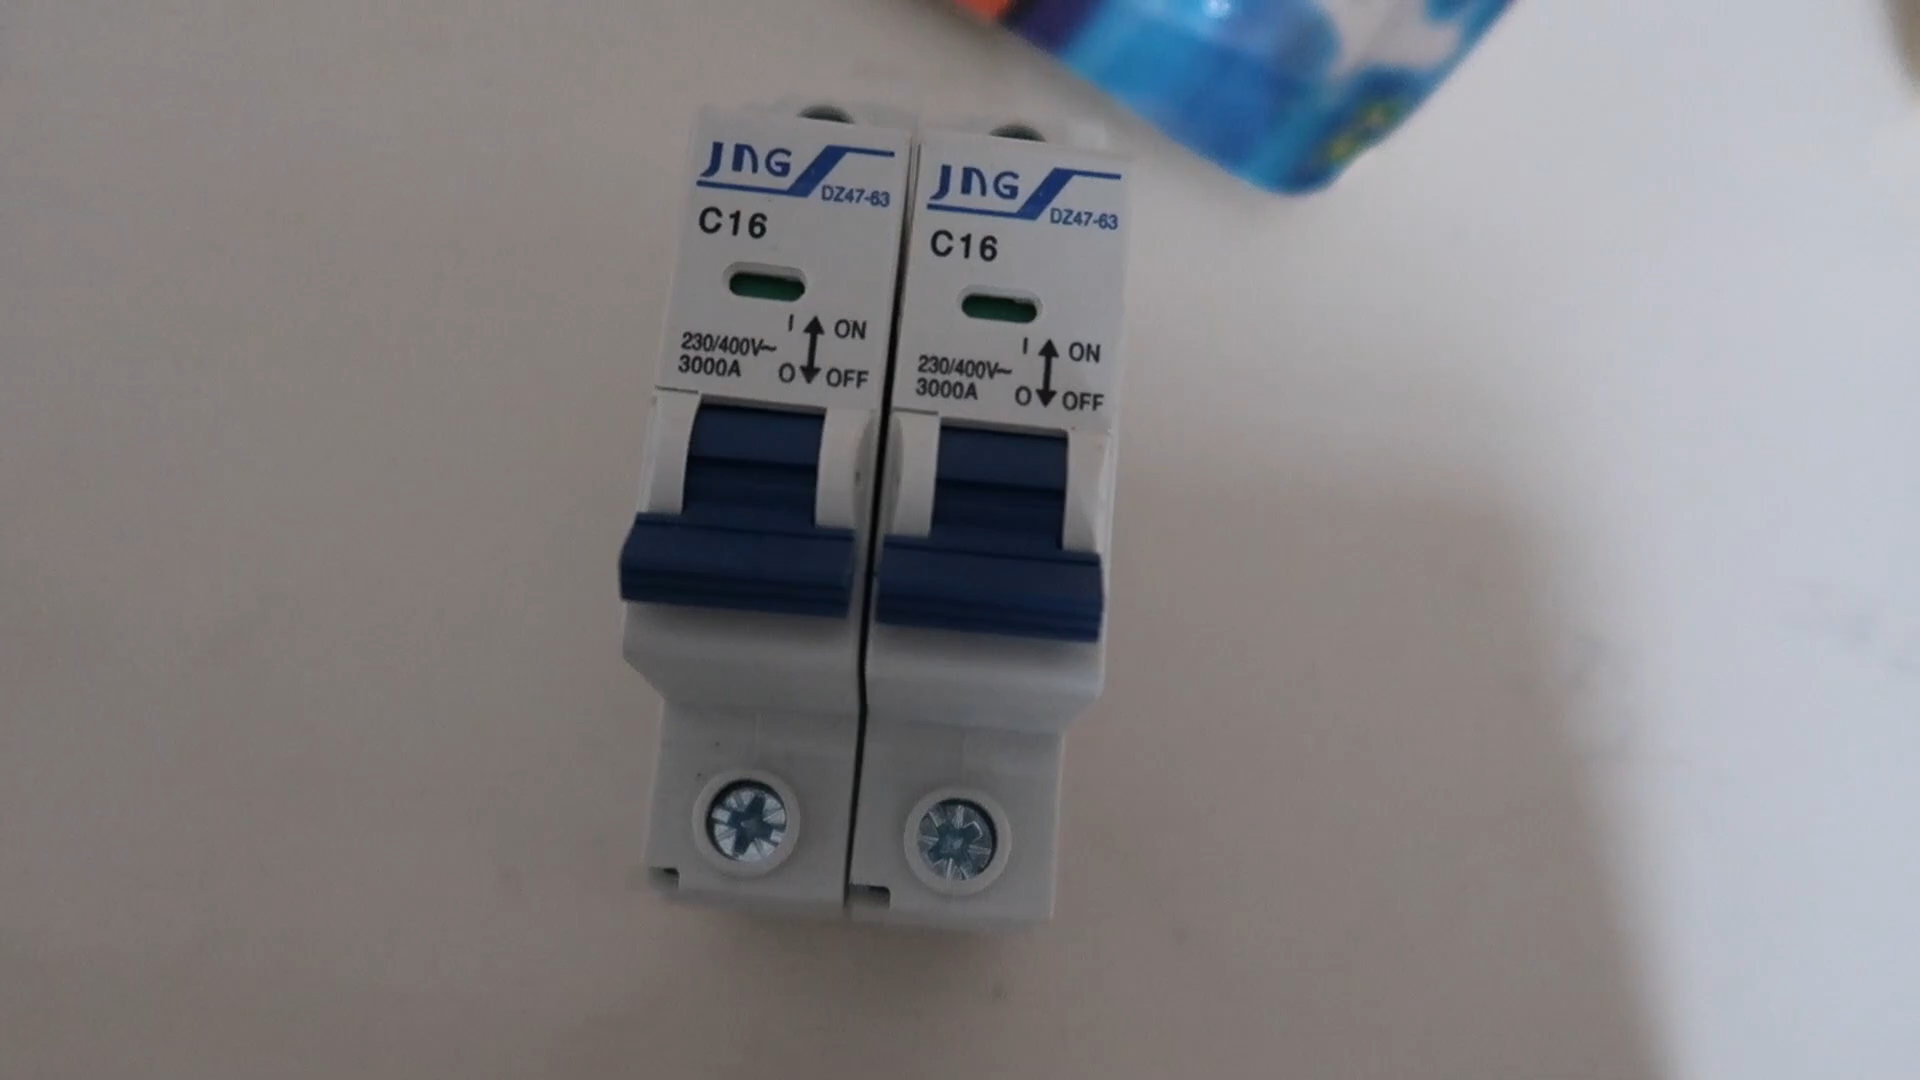 JNG
DZ47-63
C16
I ON
230/400V~
3000A
O OFF
JNG
DZ47-63
C16
I ON
230/400V~
3000A
O OFF